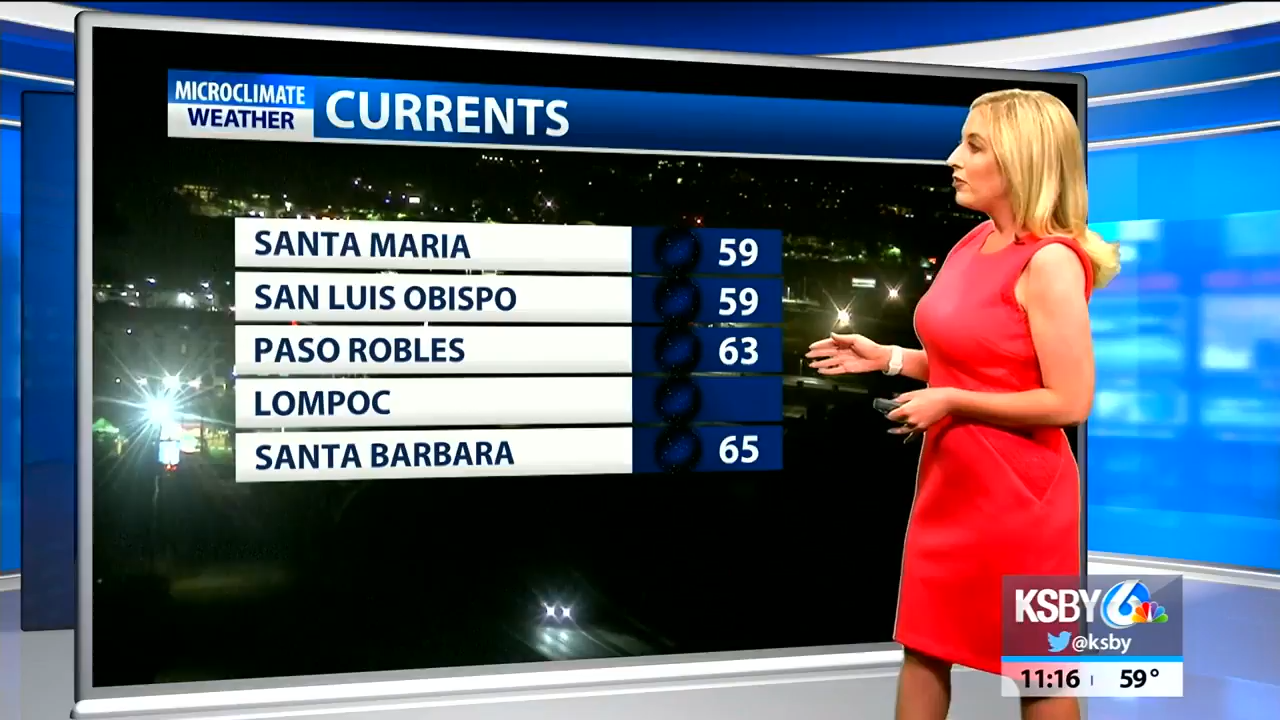 MICROCLIMATE
WEATHER
CURRENTS
SANTA MARIA 59
SAN LUIS OBISPO 59
PASO ROBLES 63
LOMPOC
SANTA BARBARA 65
KSBY 6
@ksby
11:16 59°